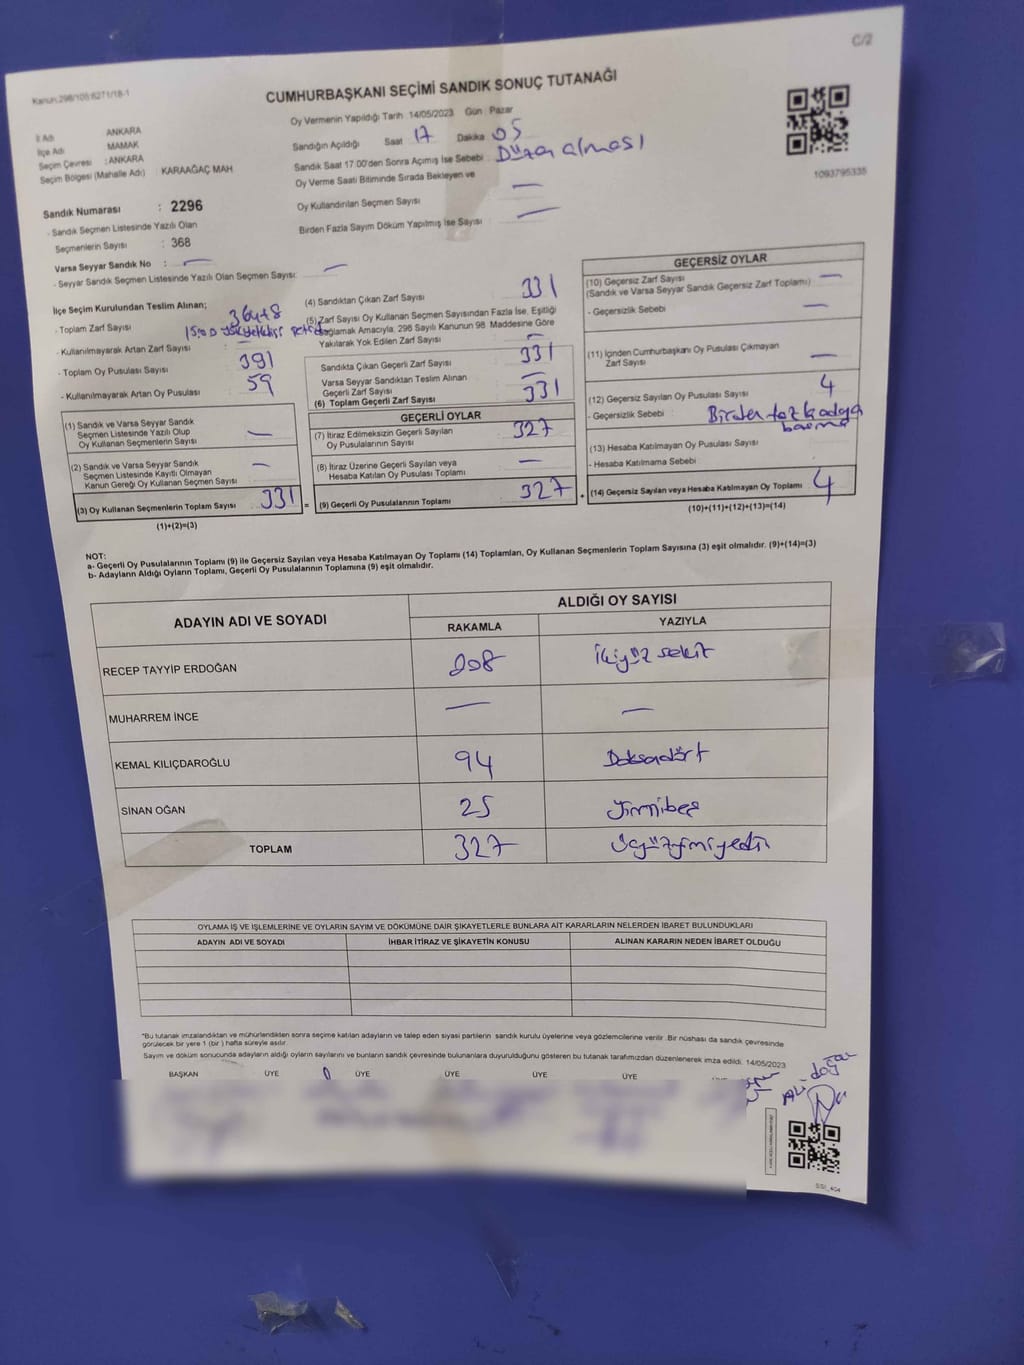 C/2
Kanun:298/105:6271/18-1
CUMHURBAŞKANI SEÇİMİ SANDIK SONUÇ TUTANAĞI
İl Adı ANKARA
İlçe Adı MAMAK
Seçim Çevresi : ANKARA
Seçim Bölgesi (Mahalle Adı) : KARAAĞAÇ MAH
Sandık Numarası : 2296
- Sandık Seçmen Listesinde Yazılı Olan
Seçmenlerin Sayısı : 368
Varsa Seyyar Sandık No : —
- Seyyar Sandık Seçmen Listesinde Yazılı Olan Seçmen Sayısı: —
Oy Vermenin Yapıldığı Tarih 14/05/2023 Gün : Pazar
Sandığın Açıldığı Saat 17 Dakika 05
Sandık Saat 17:00'den Sonra Açımış İse Sebebi : Düzen alması
Oy Verme Saati Bitiminde Sırada Bekleyen ve
Oy Kullandırılan Seçmen Sayısı —
Birden Fazla Sayım Döküm Yapılmış İse Sayısı —
1093795335
İlçe Seçim Kurulundan Teslim Alınan;
- Toplam Zarf Sayısı
- Kullanılmayarak Artan Zarf Sayısı
- Toplam Oy Pusulası Sayısı 391
- Kullanılmayarak Artan Oy Pusulası 59
(1) Sandık ve Varsa Seyyar Sandık
Seçmen Listesinde Yazılı Olup
Oy Kullanan Seçmenlerin Sayısı —
(2) Sandık ve Varsa Seyyar Sandık
Seçmen Listesinde Kayıtlı Olmayan
Kanun Gereği Oy Kullanan Seçmen Sayısı —
(3) Oy Kullanan Seçmenlerin Toplam Sayısı 331
(1)+(2)=(3)
(4) Sandıktan Çıkan Zarf Sayısı 331
(5) Zarf Sayısı Oy Kullanan Seçmen Sayısından Fazla İse, Eşitliği
Sağlamak Amacıyla, 298 Sayılı Kanunun 98. Maddesine Göre
Yakılarak Yok Edilen Zarf Sayısı —
Sandıkta Çıkan Geçerli Zarf Sayısı 331
Varsa Seyyar Sandıktan Teslim Alınan
Geçerli Zarf Sayısı —
(6) Toplam Geçerli Zarf Sayısı 331
GEÇERLİ OYLAR
(7) İtiraz Edilmeksizin Geçerli Sayılan
Oy Pusulalarının Sayısı 327
(8) İtiraz Üzerine Geçerli Sayılan veya
Hesaba Katılan Oy Pusulası Toplamı —
= (9) Geçerli Oy Pusulalarının Toplamı 327 +
GEÇERSİZ OYLAR
(10) Geçersiz Zarf Sayısı —
(Sandık ve Varsa Seyyar Sandık Geçersiz Zarf Toplamı)
- Geçersizlik Sebebi —
(11) İçinden Cumhurbaşkanı Oy Pusulası Çıkmayan
Zarf Sayısı —
(12) Geçersiz Sayılan Oy Pusulası Sayısı 4
- Geçersizlik Sebebi : Birden fazla adaya
basma
(13) Hesaba Katılmayan Oy Pusulası Sayısı
- Hesaba Katılmama Sebebi
(14) Geçersiz Sayılan veya Hesaba Katılmayan Oy Toplamı 4
(10)+(11)+(12)+(13)=(14)
NOT:
a- Geçerli Oy Pusulalarının Toplamı (9) ile Geçersiz Sayılan veya Hesaba Katılmayan Oy Toplamı (14) Toplamları, Oy Kullanan Seçmenlerin Toplam Sayısına (3) eşit olmalıdır. (9)+(14)=(3)
b- Adayların Aldığı Oyların Toplamı, Geçerli Oy Pusulalarının Toplamına (9) eşit olmalıdır.
ADAYIN ADI VE SOYADI ALDIĞI OY SAYISI
RAKAMLA YAZIYLA
RECEP TAYYİP ERDOĞAN 208 ikiyüz sekiz
MUHARREM İNCE — —
KEMAL KILIÇDAROĞLU 94 Doksandört
SİNAN OĞAN 25 yirmibeş
TOPLAM 327 üçyüzyirmiyedi
OYLAMA İŞ VE İŞLEMLERİNE VE OYLARIN SAYIM VE DÖKÜMÜNE DAİR ŞİKAYETLERLE BUNLARA AİT KARARLARIN NELERDEN İBARET BULUNDUKLARI
ADAYIN ADI VE SOYADI İHBAR İTİRAZ VE ŞİKAYETİN KONUSU ALINAN KARARIN NEDEN İBARET OLDUĞU
*Bu tutanak imzalandıktan ve mühürlendikten sonra seçime katılan adayların ve talep eden siyasi partilerin sandık kurulu üyelerine veya gözlemcilerine verilir. Bir nüshası da sandık çevresinde
görülecek bir yere 1 (bir ) hafta süreyle asılır.
Sayım ve döküm sonucunda adayların aldığı oyların sayılarını ve bunların sandık çevresinde bulunanlara duyurulduğunu gösteren bu tutanak tarafımızdan düzenlenerek imza edildi. 14/05/2023
BAŞKAN ÜYE ÜYE ÜYE ÜYE ÜYE
Ali doğan
SSI_404